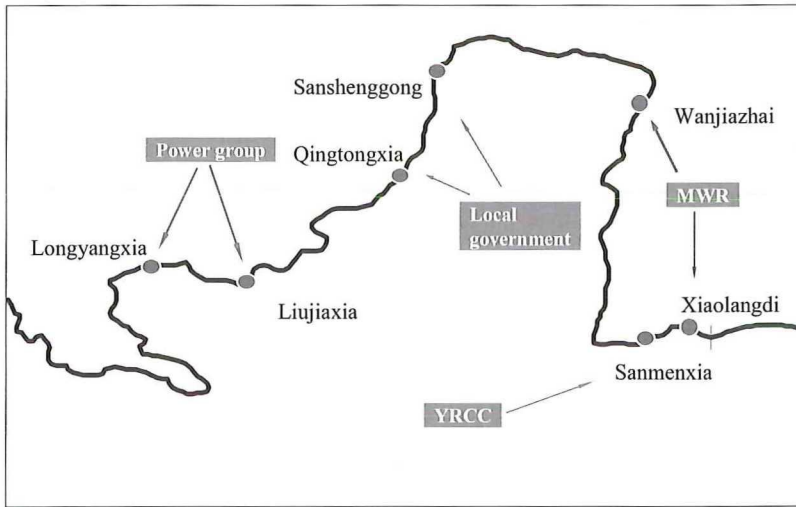 Sanshenggong
Wanjiazhai
Power group
Qingtongxia
MWR
Local
government
Longyangxia
Liujiaxia
Xiaolangdi
Sanmenxia
YRCC